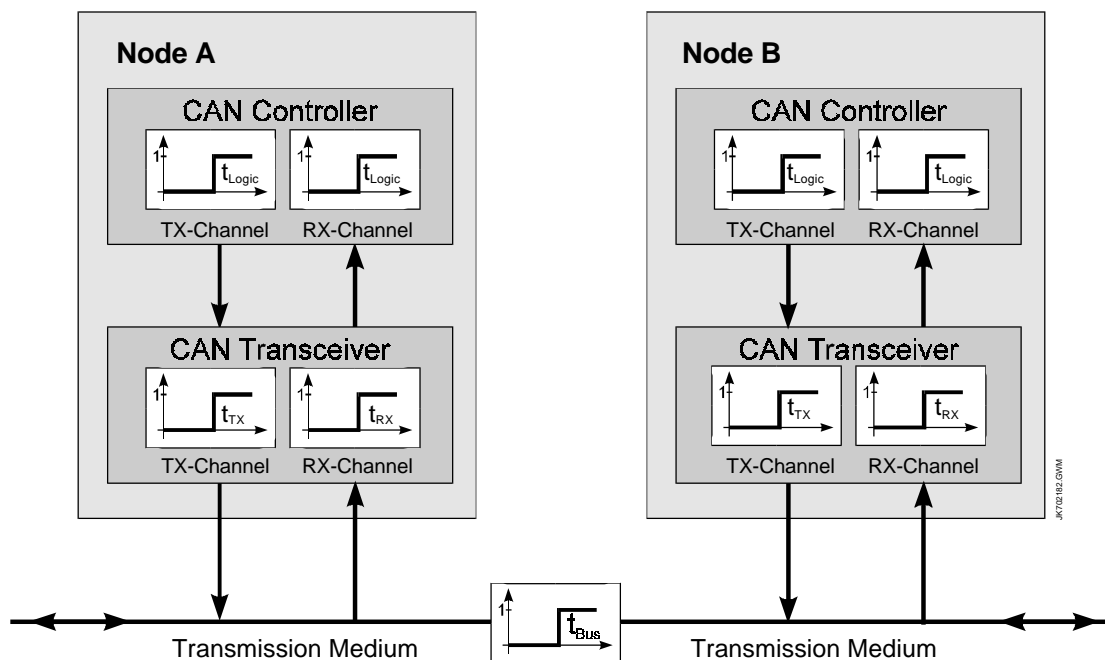 Node A
CAN Controller
1
t_Logic
1
t_Logic
TX-Channel
RX-Channel
CAN Transceiver
1
t_TX
1
t_RX
TX-Channel
RX-Channel
Node B
CAN Controller
1
t_Logic
1
t_Logic
TX-Channel
RX-Channel
CAN Transceiver
1
t_TX
1
t_RX
TX-Channel
RX-Channel
JK702182.GWM
Transmission Medium
1
t_Bus
Transmission Medium